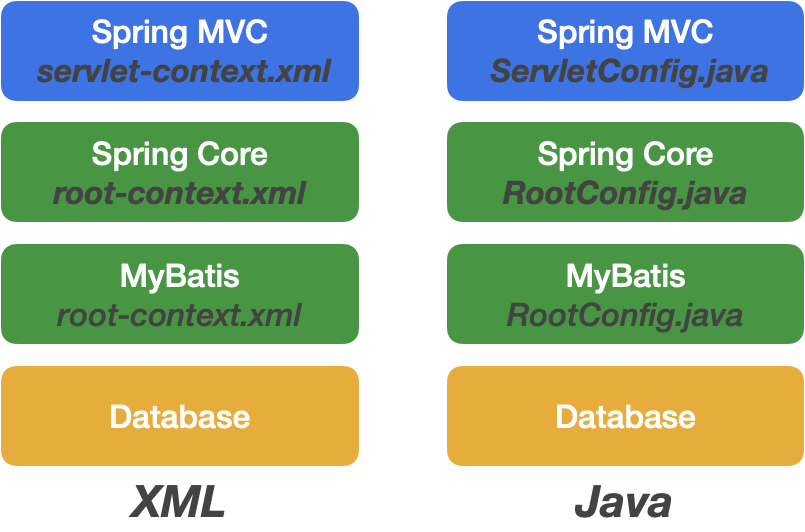 Spring MVC
servlet-context.xml
Spring Core
root-context.xml
MyBatis
root-context.xml
Database
XML
Spring MVC
ServletConfig.java
Spring Core
RootConfig.java
MyBatis
RootConfig.java
Database
Java